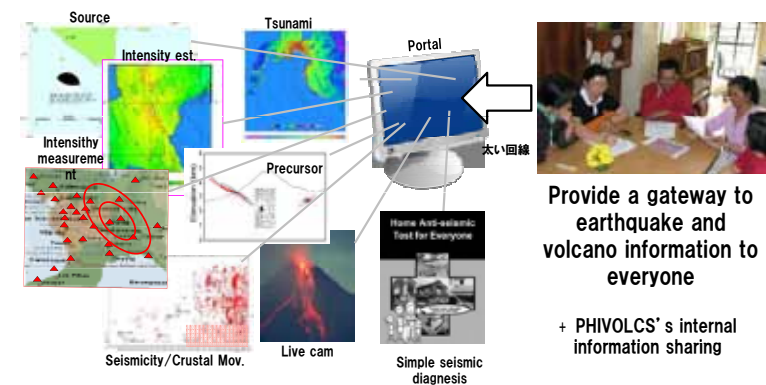 Source
Tsunami
Portal
Intensity est.
Intensithy
measureme
nt
Precursor
太い回線
Home Anti-seismic
Test for Everyone
Seismicity/Crustal Mov.
Live cam
Simple seismic
diagnesis
Provide a gateway to
earthquake and
volcano information to
everyone
+ PHIVOLCS's internal
information sharing